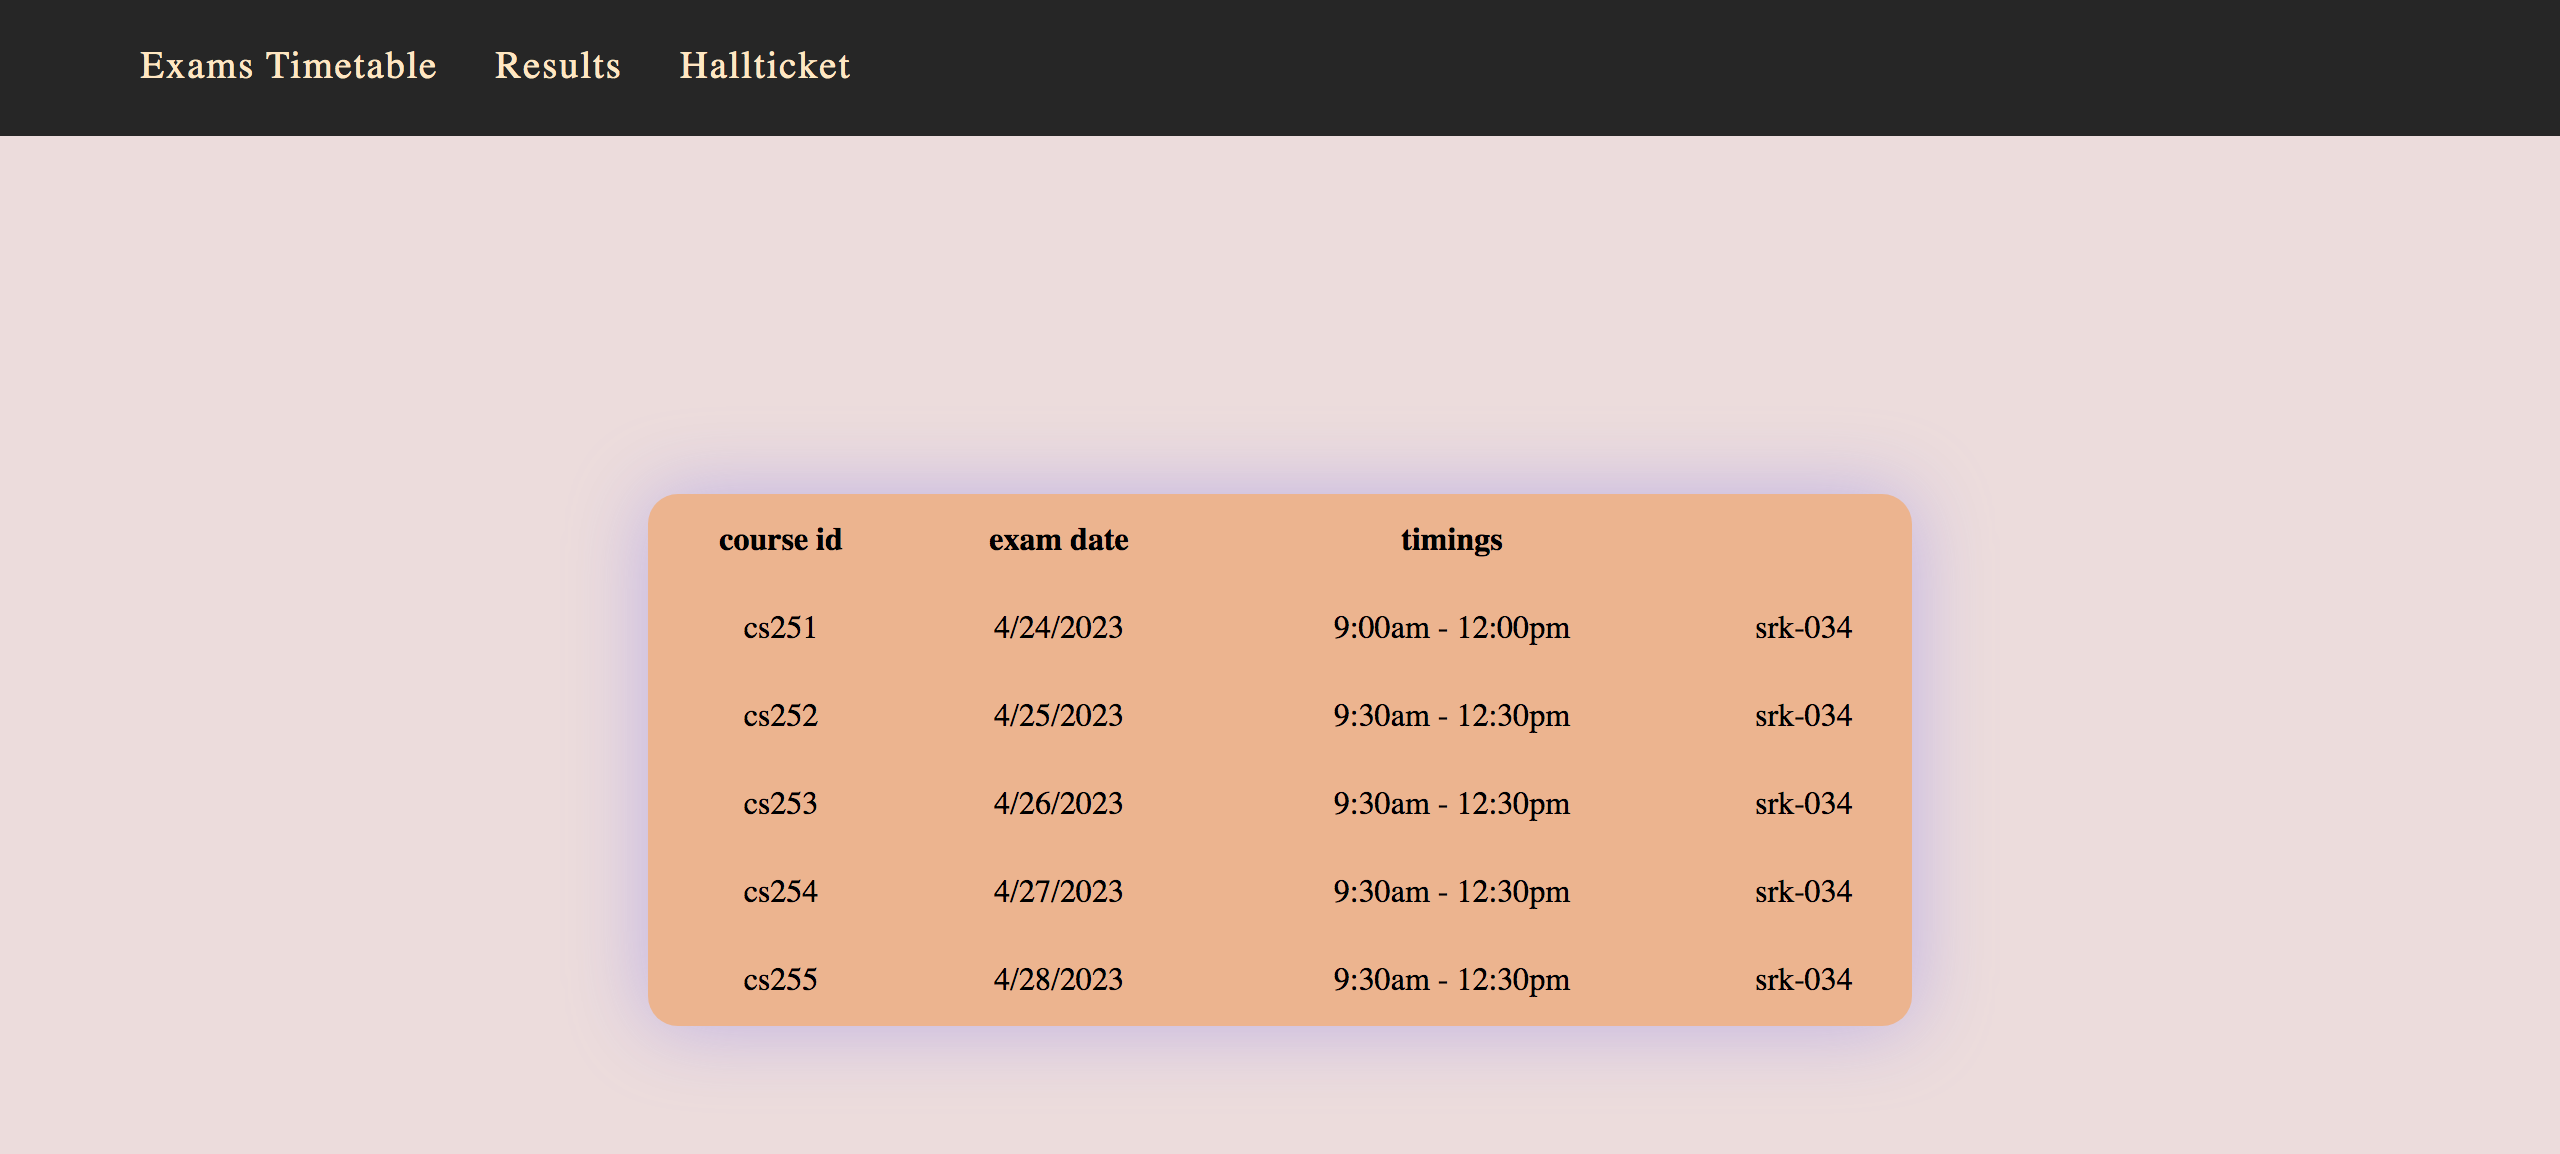 Exams Timetable Results Hallticket
course id exam date timings
cs251 4/24/2023 9:00am - 12:00pm srk-034
cs252 4/25/2023 9:30am - 12:30pm srk-034
cs253 4/26/2023 9:30am - 12:30pm srk-034
cs254 4/27/2023 9:30am - 12:30pm srk-034
cs255 4/28/2023 9:30am - 12:30pm srk-034